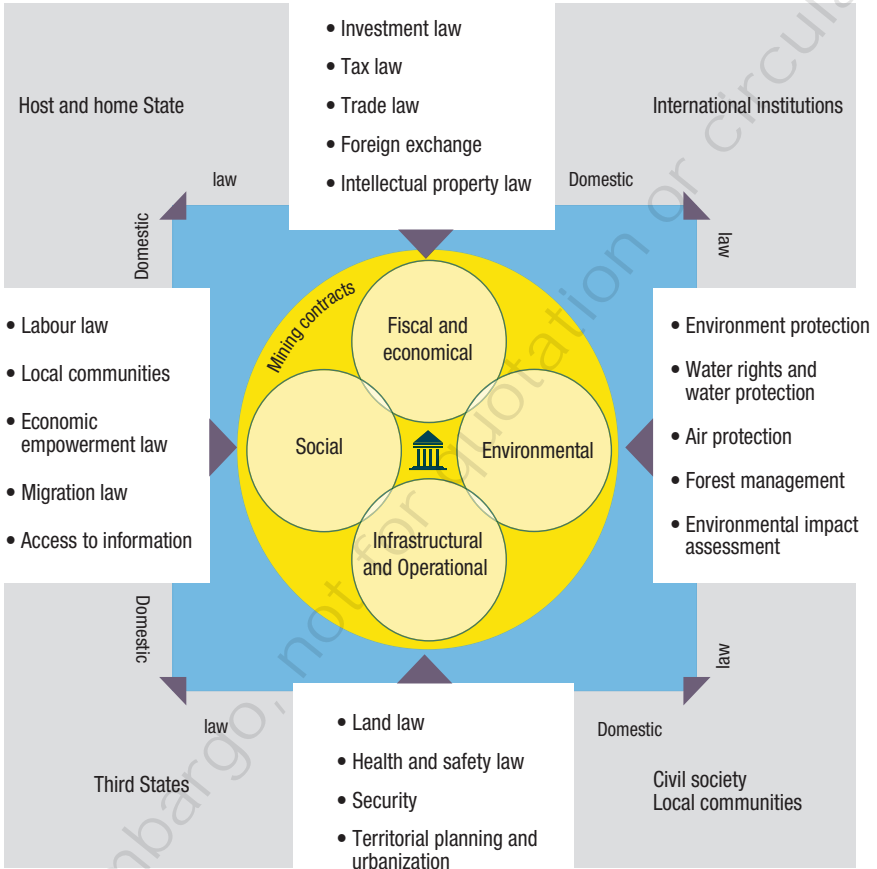 • Investment law
• Tax law
• Trade law
• Foreign exchange
• Intellectual property law
Host and home State
International institutions
law
Domestic
Domestic
law
Mining contracts
Fiscal and
economical
Social
Environmental
Infrastructural
and Operational
• Labour law
• Local communities
• Economic
empowerment law
• Migration law
• Access to information
• Environment protection
• Water rights and
water protection
• Air protection
• Forest management
• Environmental impact
assessment
Domestic
law
law
Domestic
• Land law
• Health and safety law
• Security
• Territorial planning and
urbanization
Third States
Civil society
Local communities
not for quotation or